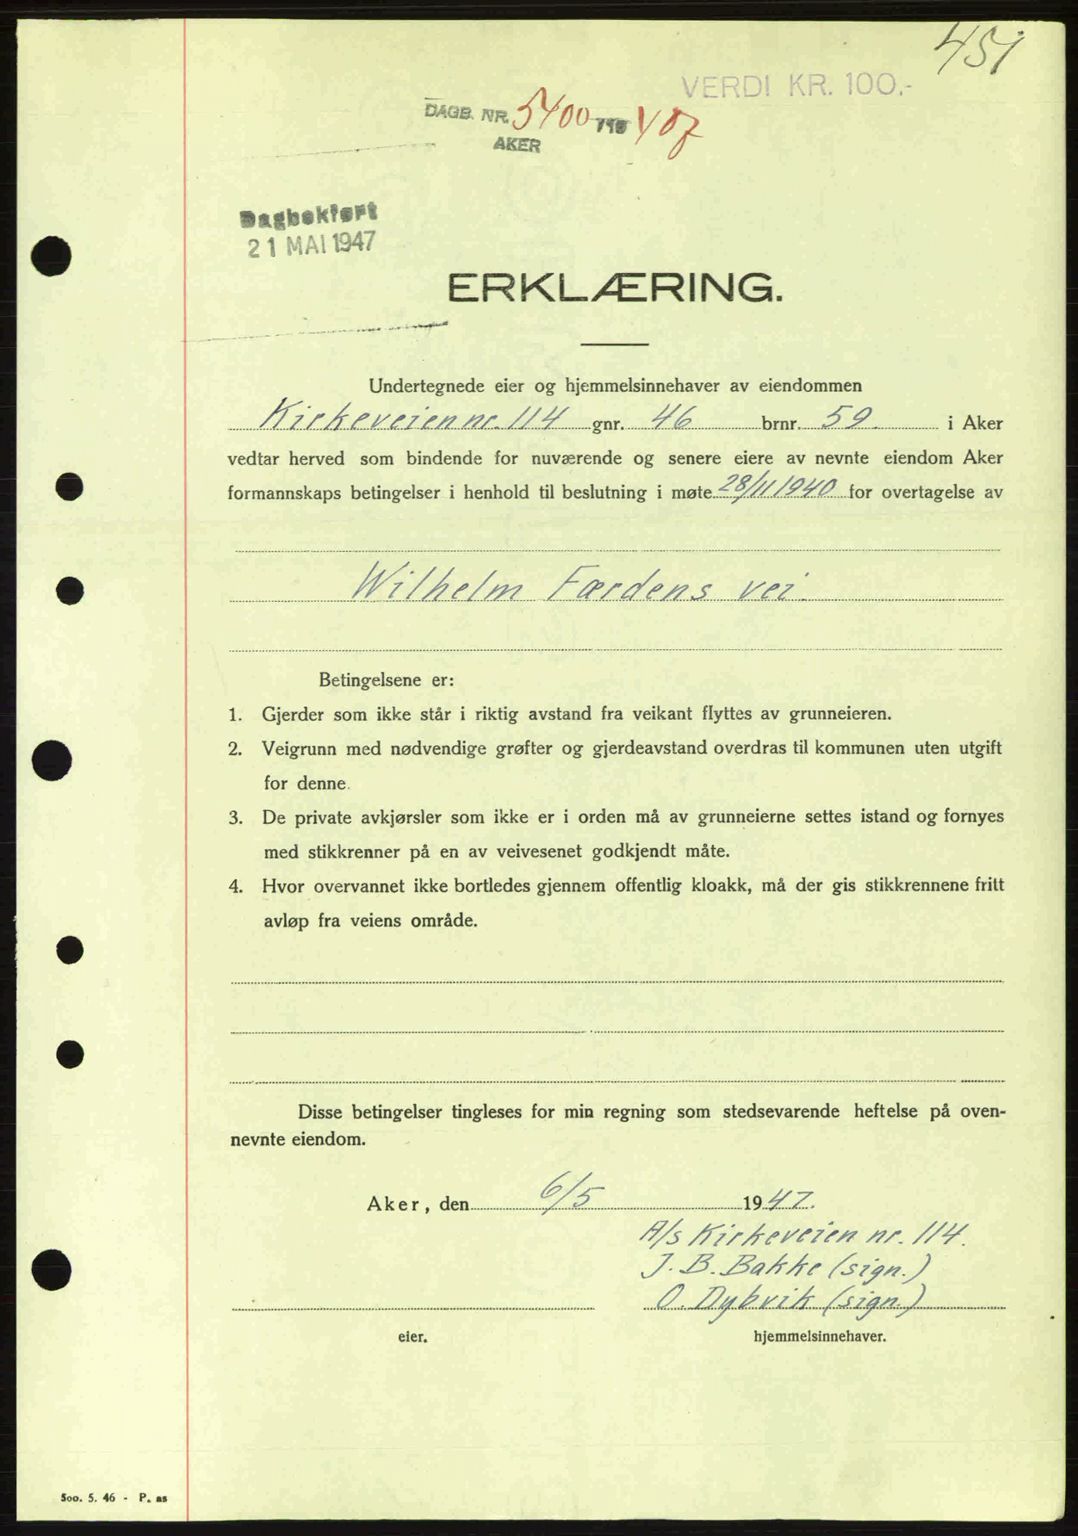 451
VERDI KR. 100.-
DAGB. NR. 5400
AKER
Dagbokført
21 MAI 1947
ERKLÆRING.
Undertegnede eier og hjemmelsinnehaver av eiendommen
Kirkeveien nr. 114 gnr. 46 brnr. 59. i Aker
vedtar herved som bindende for nuværende og senere eiere av nevnte eiendom Aker
formannskaps betingelser i henhold til beslutning i møte 28/11 1940 for overtagelse av
Wilhelm Færdens vei.
Betingelsene er:
1. Gjerder som ikke står i riktig avstand fra veikant flyttes av grunneieren.
2. Veigrunn med nødvendige grøfter og gjerdeavstand overdras til kommunen uten utgift
for denne.
3. De private avkjørsler som ikke er i orden må av grunneierne settes istand og fornyes
med stikkrenner på en av veivesenet godkjendt måte.
4. Hvor overvannet ikke bortledes gjennem offentlig kloakk, må der gis stikkrennene fritt
avløp fra veiens område.
Disse betingelser tingleses for min regning som stedsevarende heftelse på oven-
nevnte eiendom.
Aker, den 6/5 1947.
A/s Kirkeveien nr. 114.
J. B. Bakke (sign.)
O. Dybvik (sign.)
eier. hjemmelsinnehaver.
5oo. 5. 46 - P. as